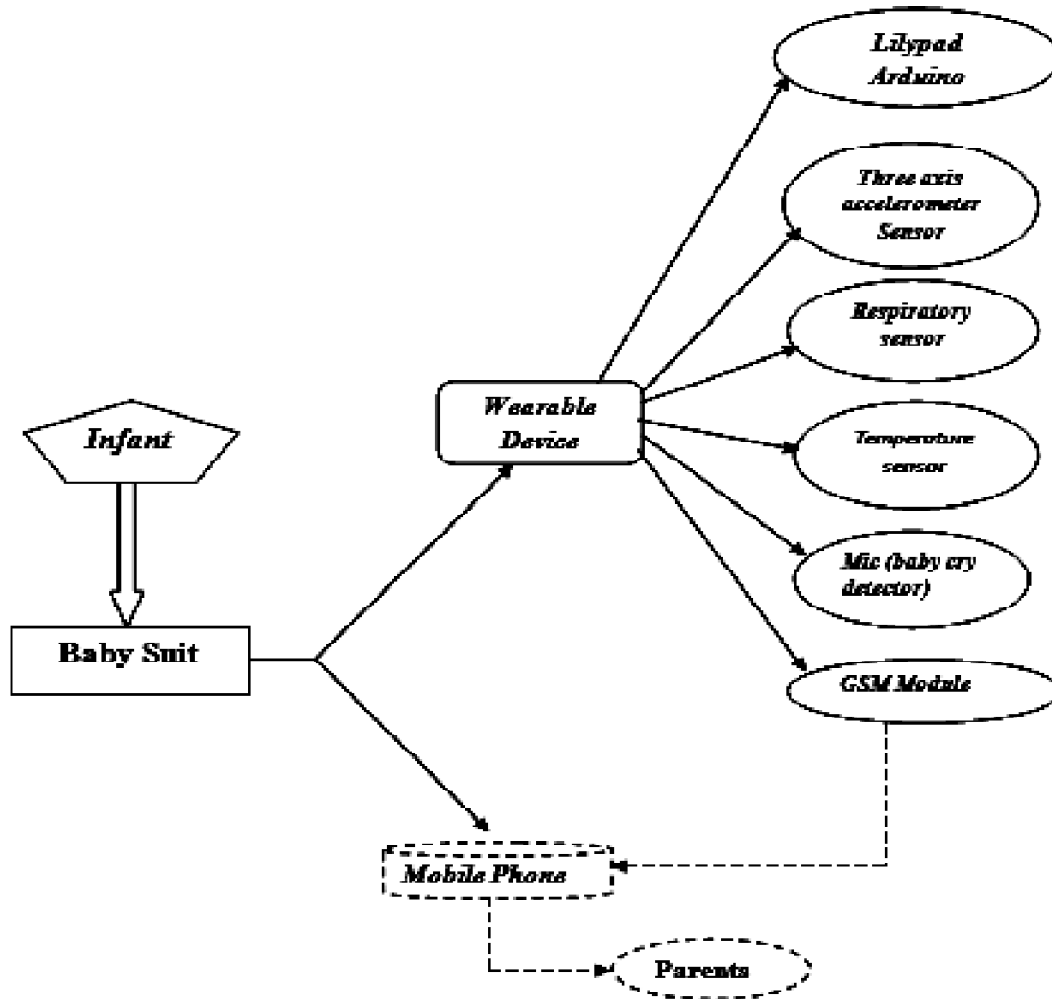 Lilypad
Arduino
Three axis
accelerometer
Sensor
Respiratory
sensor
Wearable
Device
Infant
Temperature
sensor
Mic (baby cry
detector)
Baby Suit
GSM Module
Mobile Phone
Parents